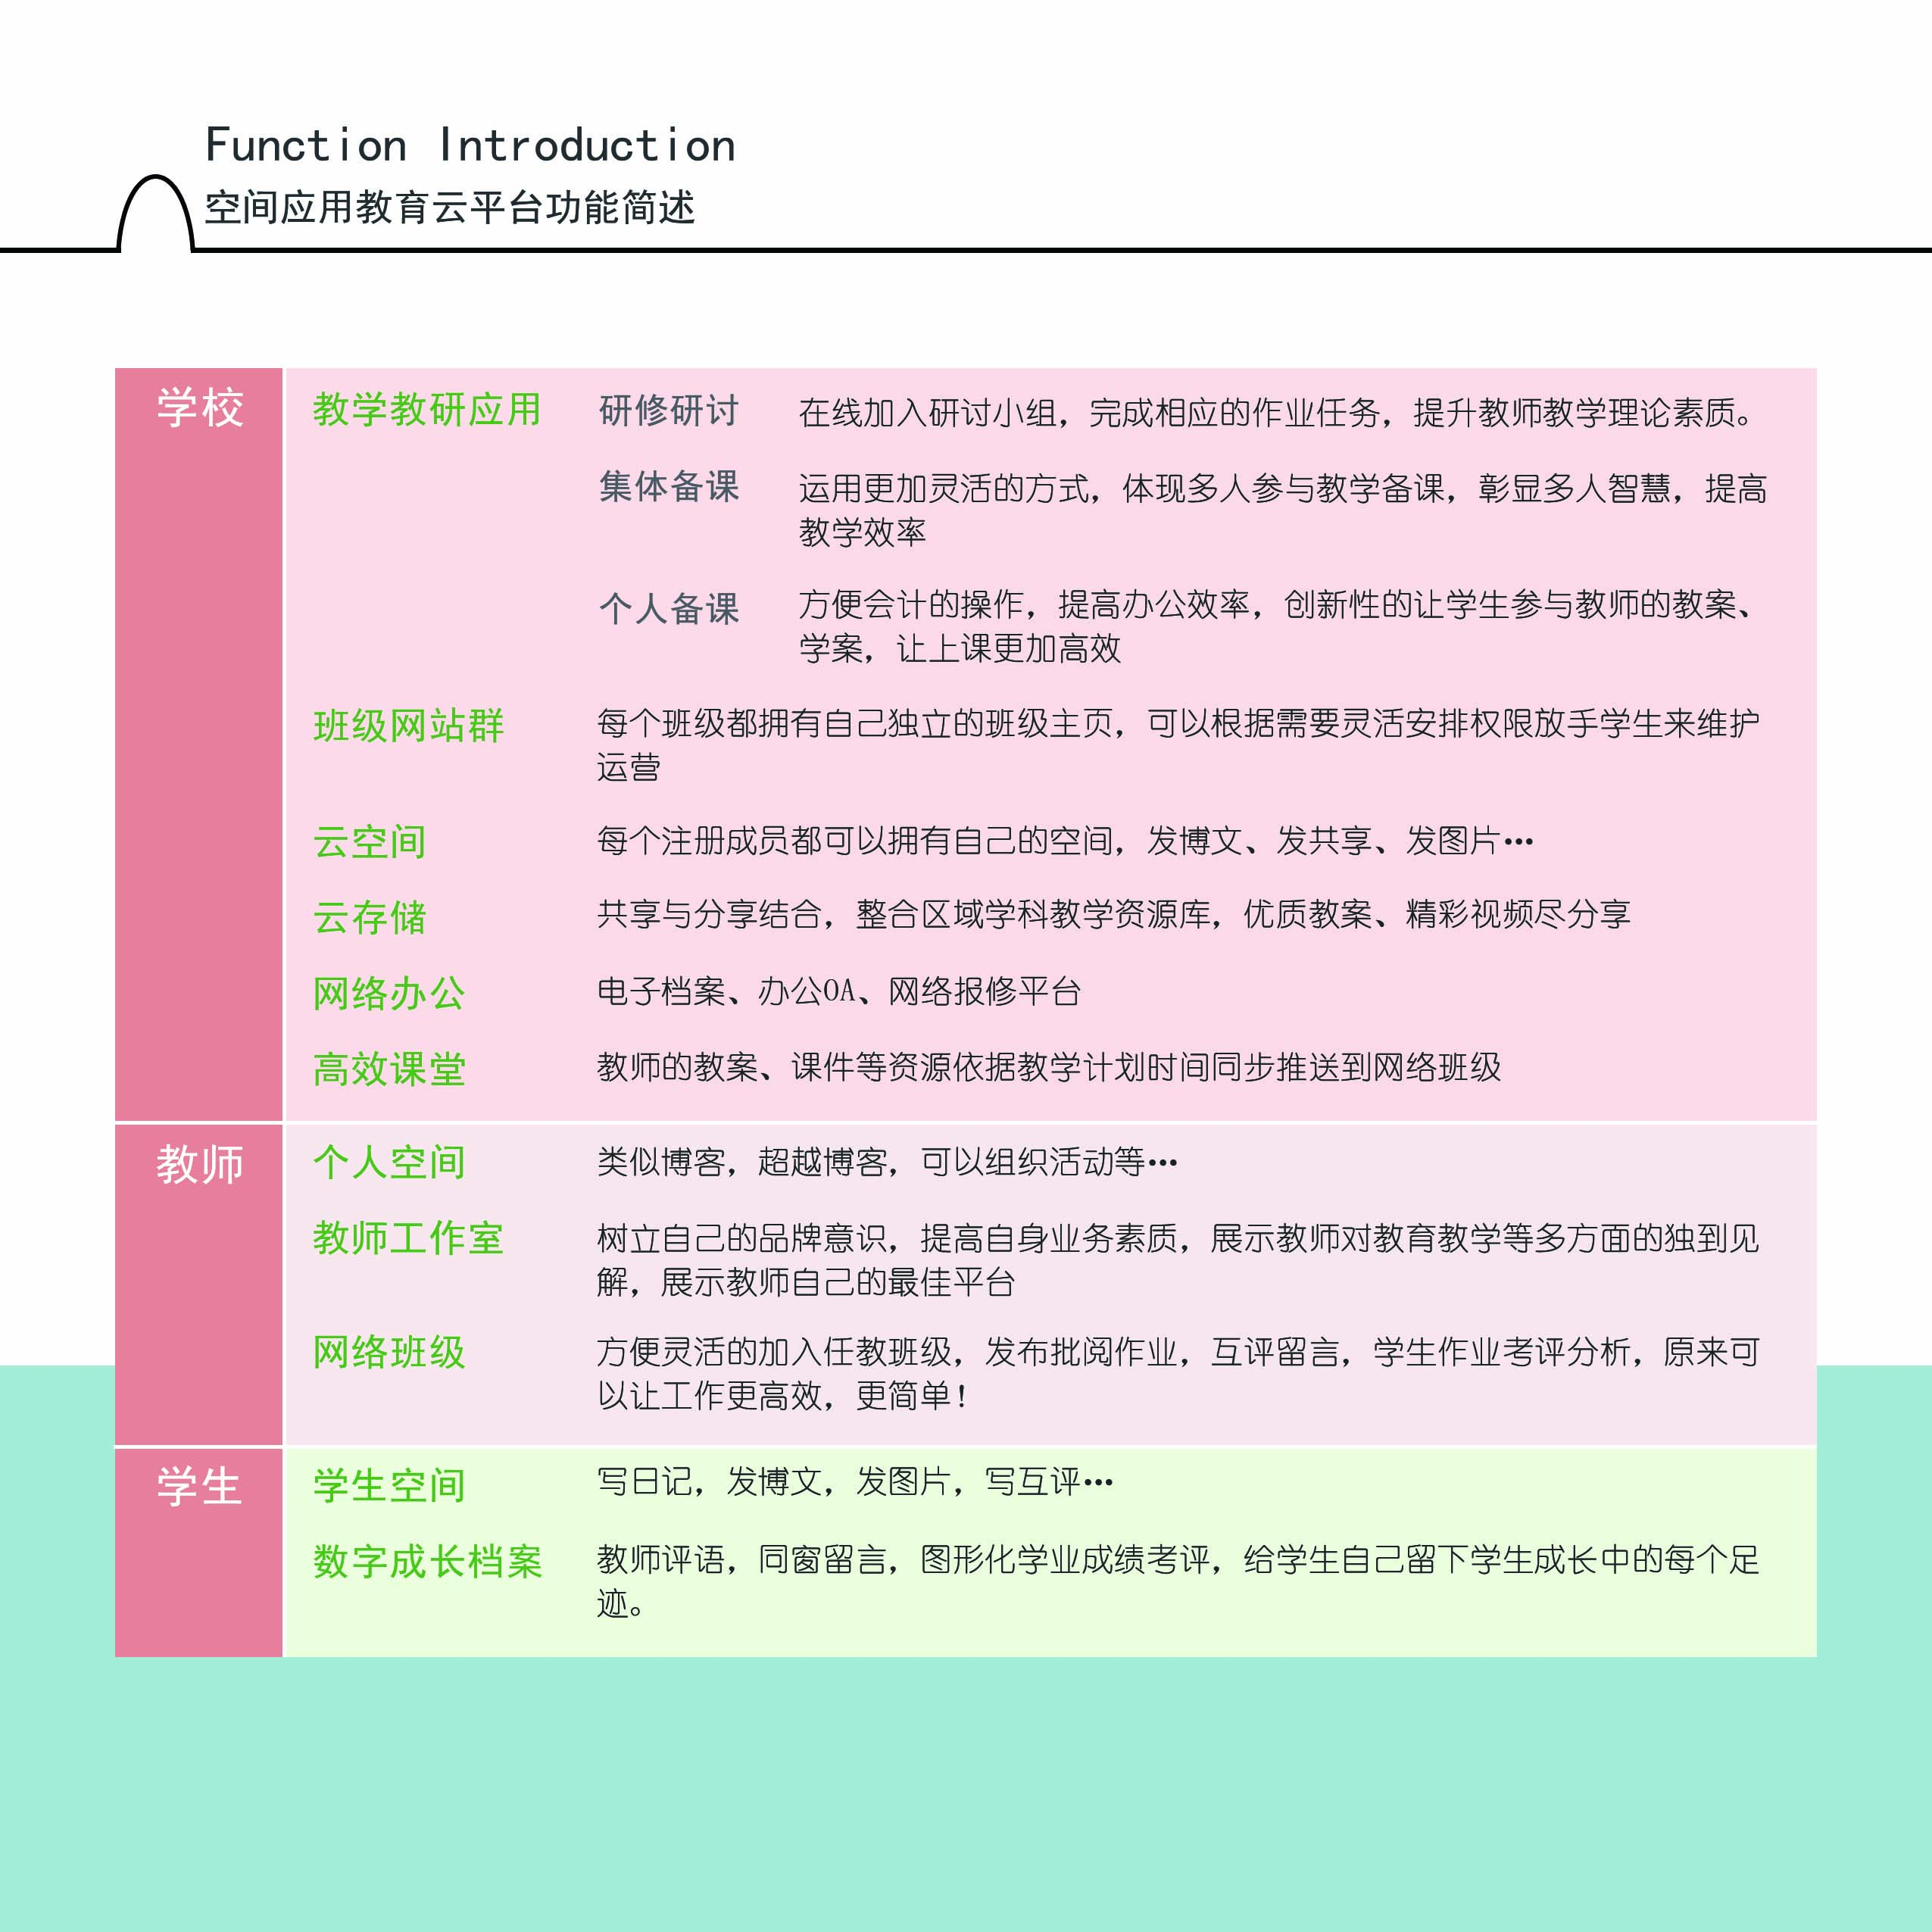 Function Introduction
空间应用教育云平台功能简述
学校
教学教研应用
研修研讨
在线加入研讨小组，完成相应的作业任务，提升教师教学理论素质。
集体备课
运用更加灵活的方式，体现多人参与教学备课，彰显多人智慧，提高
教学效率
个人备课
方便会计的操作，提高办公效率，创新性的让学生参与教师的教案、
学案，让上课更加高效
班级网站群
每个班级都拥有自己独立的班级主页，可以根据需要灵活安排权限放手学生来维护
运营
云空间
每个注册成员都可以拥有自己的空间，发博文、发共享、发图片…
云存储
共享与分享结合，整合区域学科教学资源库，优质教案、精彩视频尽分享
网络办公
电子档案、办公OA、网络报修平台
高效课堂
教师的教案、课件等资源依据教学计划时间同步推送到网络班级
教师
个人空间
类似博客，超越博客，可以组织活动等…
教师工作室
树立自己的品牌意识，提高自身业务素质，展示教师对教育教学等多方面的独到见
解，展示教师自己的最佳平台
网络班级
方便灵活的加入任教班级，发布批阅作业，互评留言，学生作业考评分析，原来可
以让工作更高效，更简单！
学生
学生空间
写日记，发博文，发图片，写互评…
数字成长档案
教师评语，同窗留言，图形化学业成绩考评，给学生自己留下学生成长中的每个足
迹。